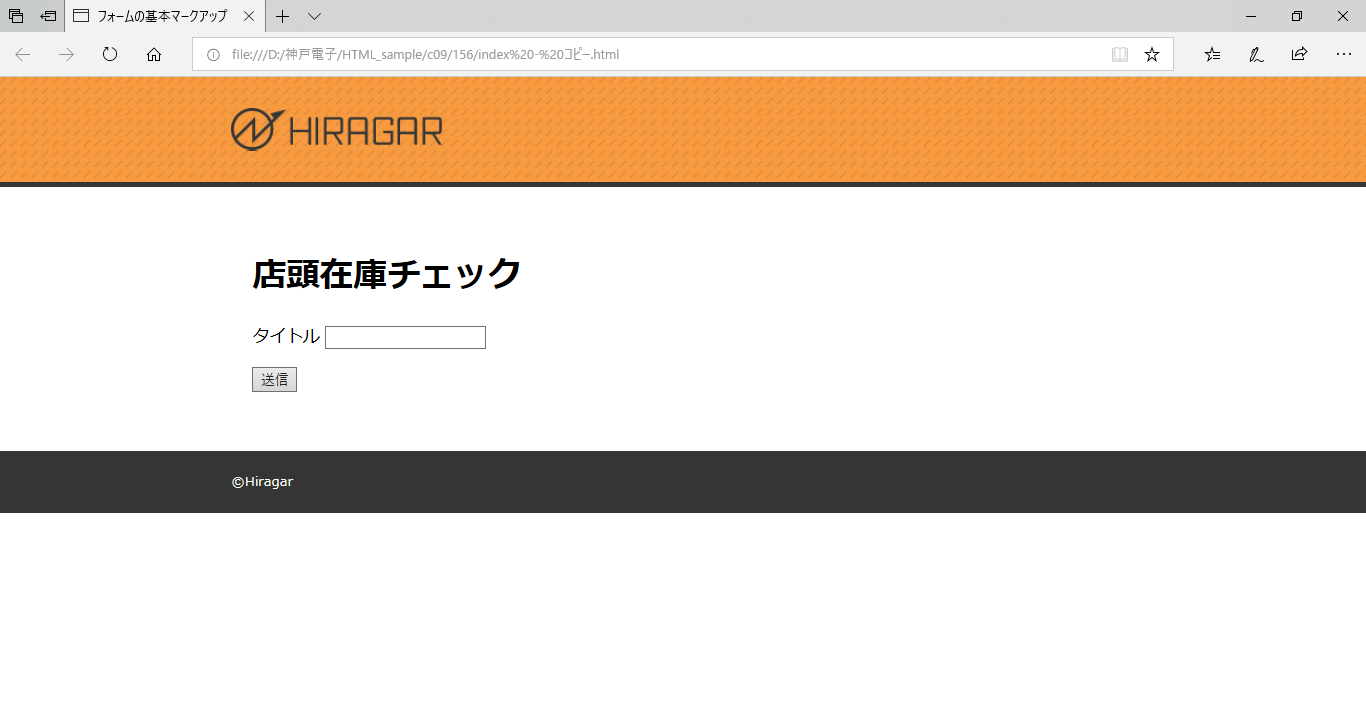 フォームの基本マークアップ
file:///D:/神戸電子/HTML_sample/c09/156/index%20-%20コピー.html
HIRAGAR
店頭在庫チェック
タイトル
送信
©Hiragar